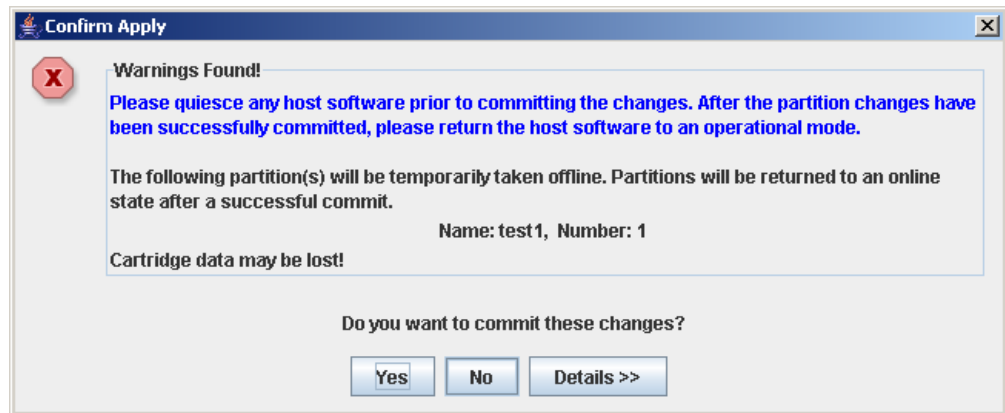 Confirm Apply
X
Warnings Found!
Please quiesce any host software prior to committing the changes. After the partition changes have
been successfully committed, please return the host software to an operational mode.
The following partition(s) will be temporarily taken offline. Partitions will be returned to an online
state after a successful commit.
Name: test1, Number: 1
Cartridge data may be lost!
Do you want to commit these changes?
Yes No Details >>